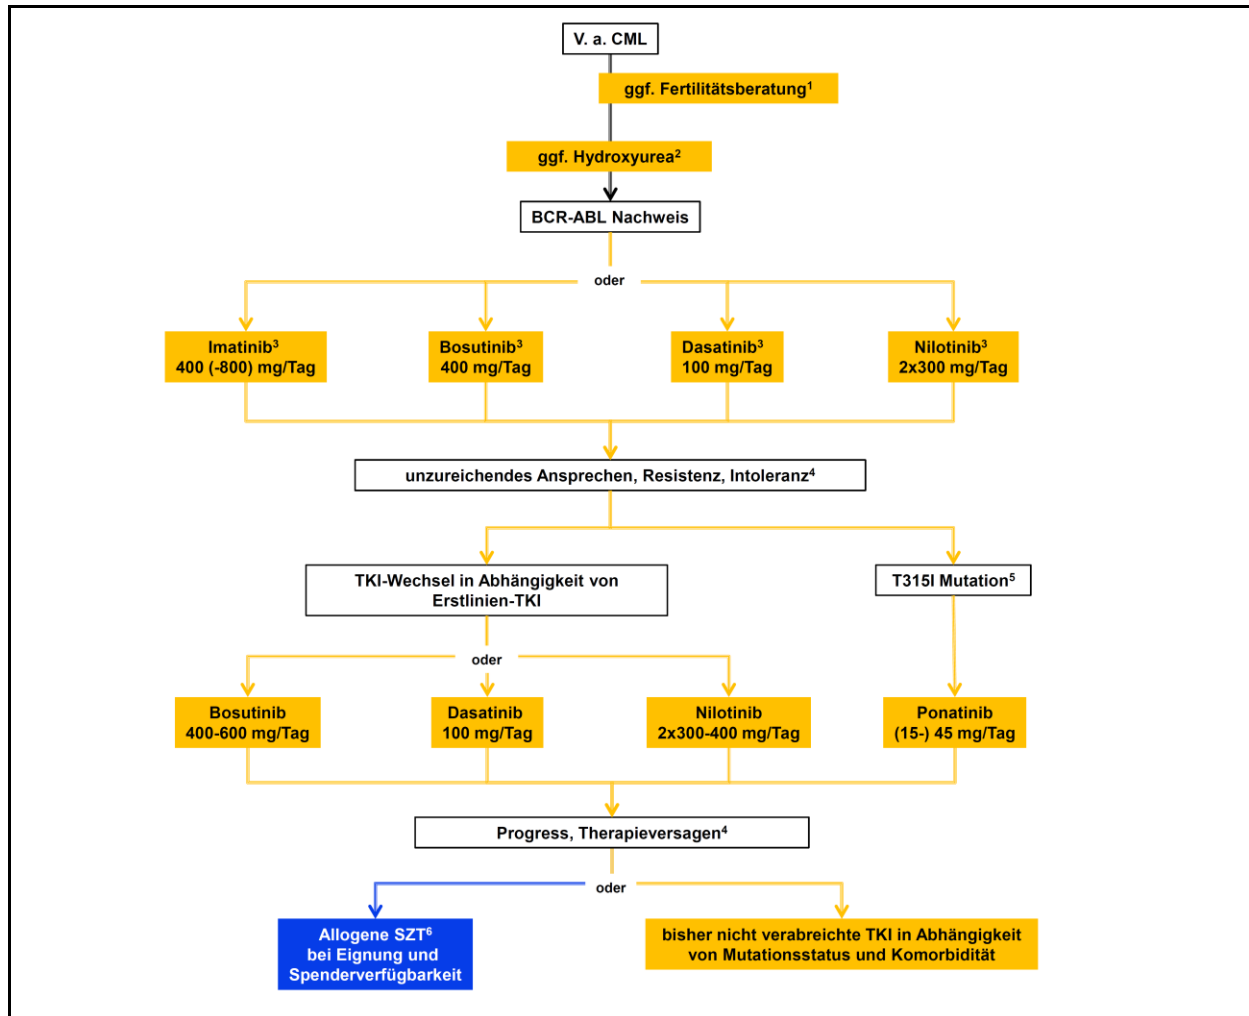 V. a. CML
ggf. Fertilitätsberatung¹
ggf. Hydroxyurea²
BCR-ABL Nachweis
oder
Imatinib³
400 (-800) mg/Tag
Bosutinib³
400 mg/Tag
Dasatinib³
100 mg/Tag
Nilotinib³
2x300 mg/Tag
unzureichendes Ansprechen, Resistenz, Intoleranz⁴
TKI-Wechsel in Abhängigkeit von
Erstlinien-TKI
T315I Mutation⁵
oder
Bosutinib
400-600 mg/Tag
Dasatinib
100 mg/Tag
Nilotinib
2x300-400 mg/Tag
Ponatinib
(15-) 45 mg/Tag
Progress, Therapieversagen⁴
oder
Allogene SZT⁶
bei Eignung und
Spenderverfügbarkeit
bisher nicht verabreichte TKI in Abhängigkeit
von Mutationsstatus und Komorbidität